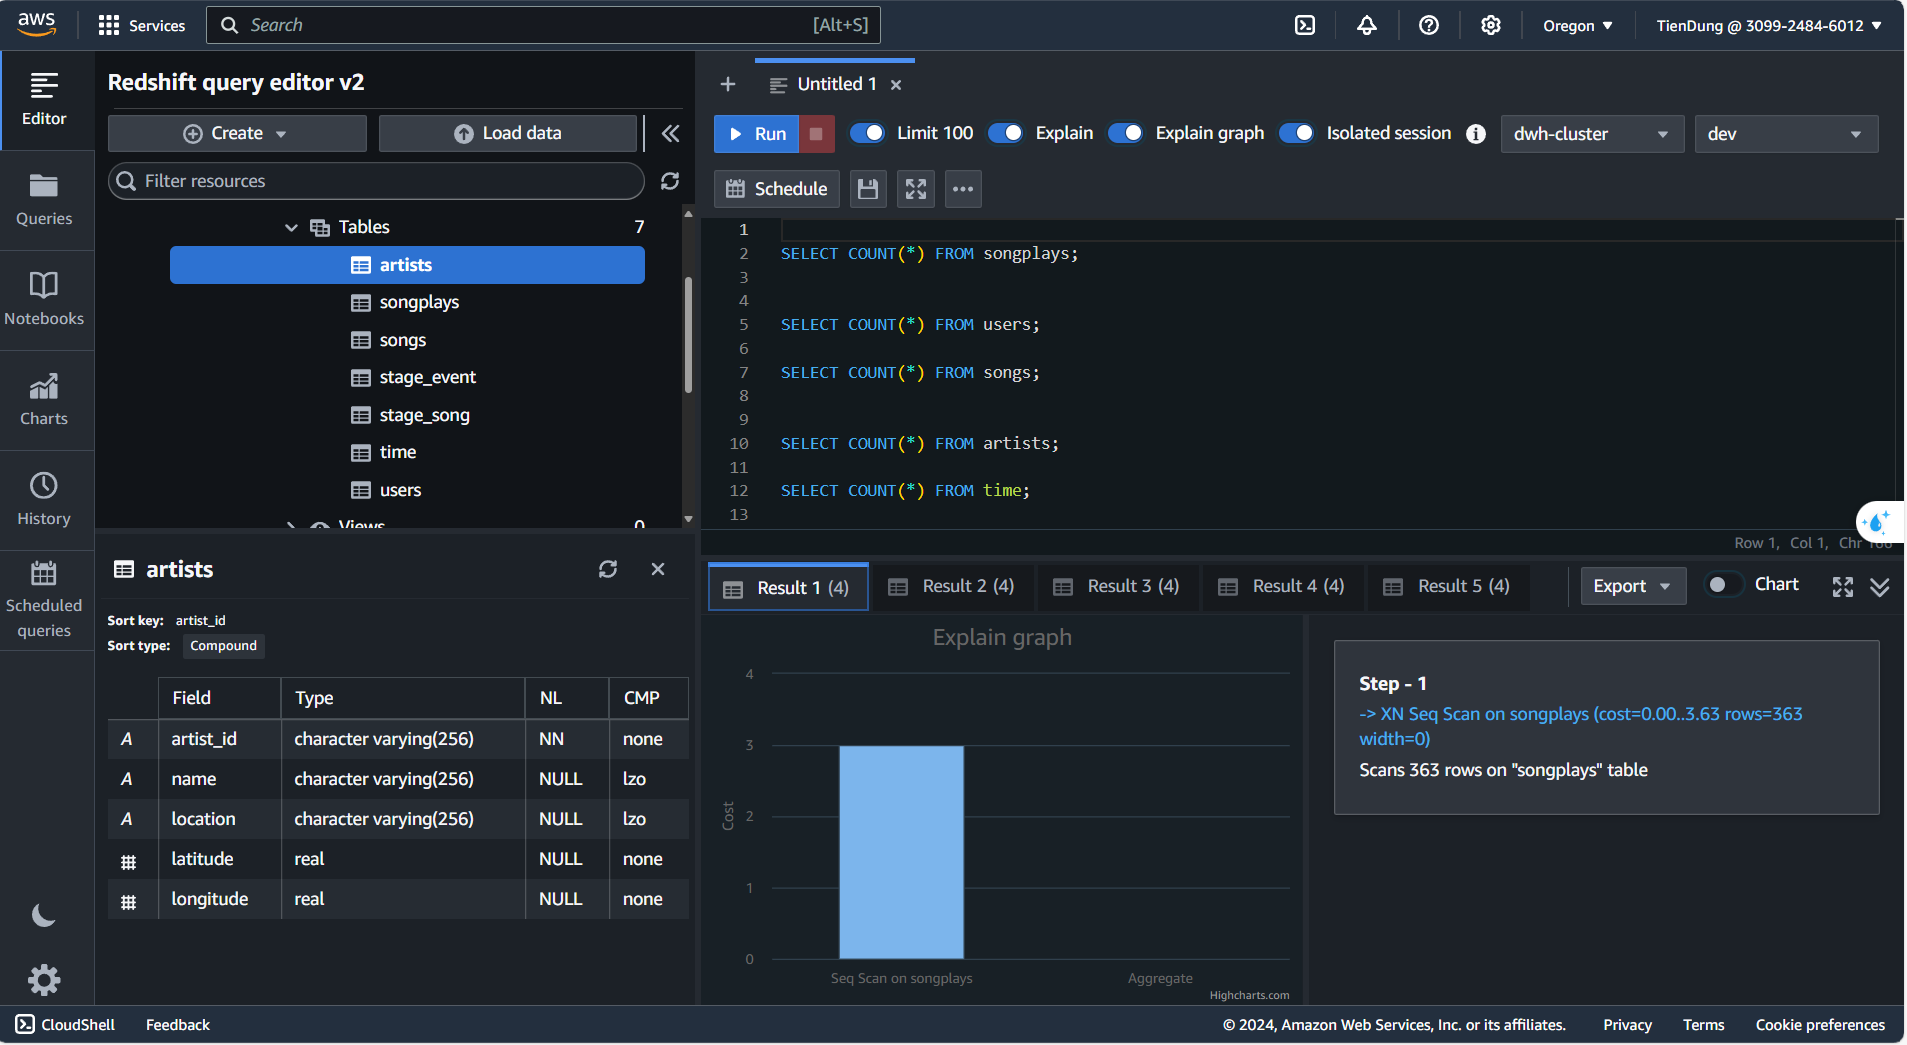 aws
Services
Search
[Alt+S]
Oregon
TienDung @ 3099-2484-6012
Editor
Queries
Notebooks
Charts
History
Scheduled
queries
Redshift query editor v2
Create
Load data
Filter resources
Tables 7
artists
songplays
songs
stage_event
stage_song
time
users
Views 0
artists
Sort key: artist_id
Sort type: Compound
Field Type NL CMP
A artist_id character varying(256) NN none
A name character varying(256) NULL lzo
A location character varying(256) NULL lzo
latitude real NULL none
longitude real NULL none
Untitled 1
Run
Limit 100
Explain
Explain graph
Isolated session
dwh-cluster
dev
Schedule
1
2 SELECT COUNT(*) FROM songplays;
3
4
5 SELECT COUNT(*) FROM users;
6
7 SELECT COUNT(*) FROM songs;
8
9
10 SELECT COUNT(*) FROM artists;
11
12 SELECT COUNT(*) FROM time;
13
Row 1, Col 1, Chr
Result 1 (4)
Result 2 (4)
Result 3 (4)
Result 4 (4)
Result 5 (4)
Export
Chart
Explain graph
4
3
2
1
0
Cost
Seq Scan on songplays
Aggregate
Highcharts.com
Step - 1
-> XN Seq Scan on songplays (cost=0.00..3.63 rows=363
width=0)
Scans 363 rows on "songplays" table
CloudShell
Feedback
© 2024, Amazon Web Services, Inc. or its affiliates.
Privacy
Terms
Cookie preferences